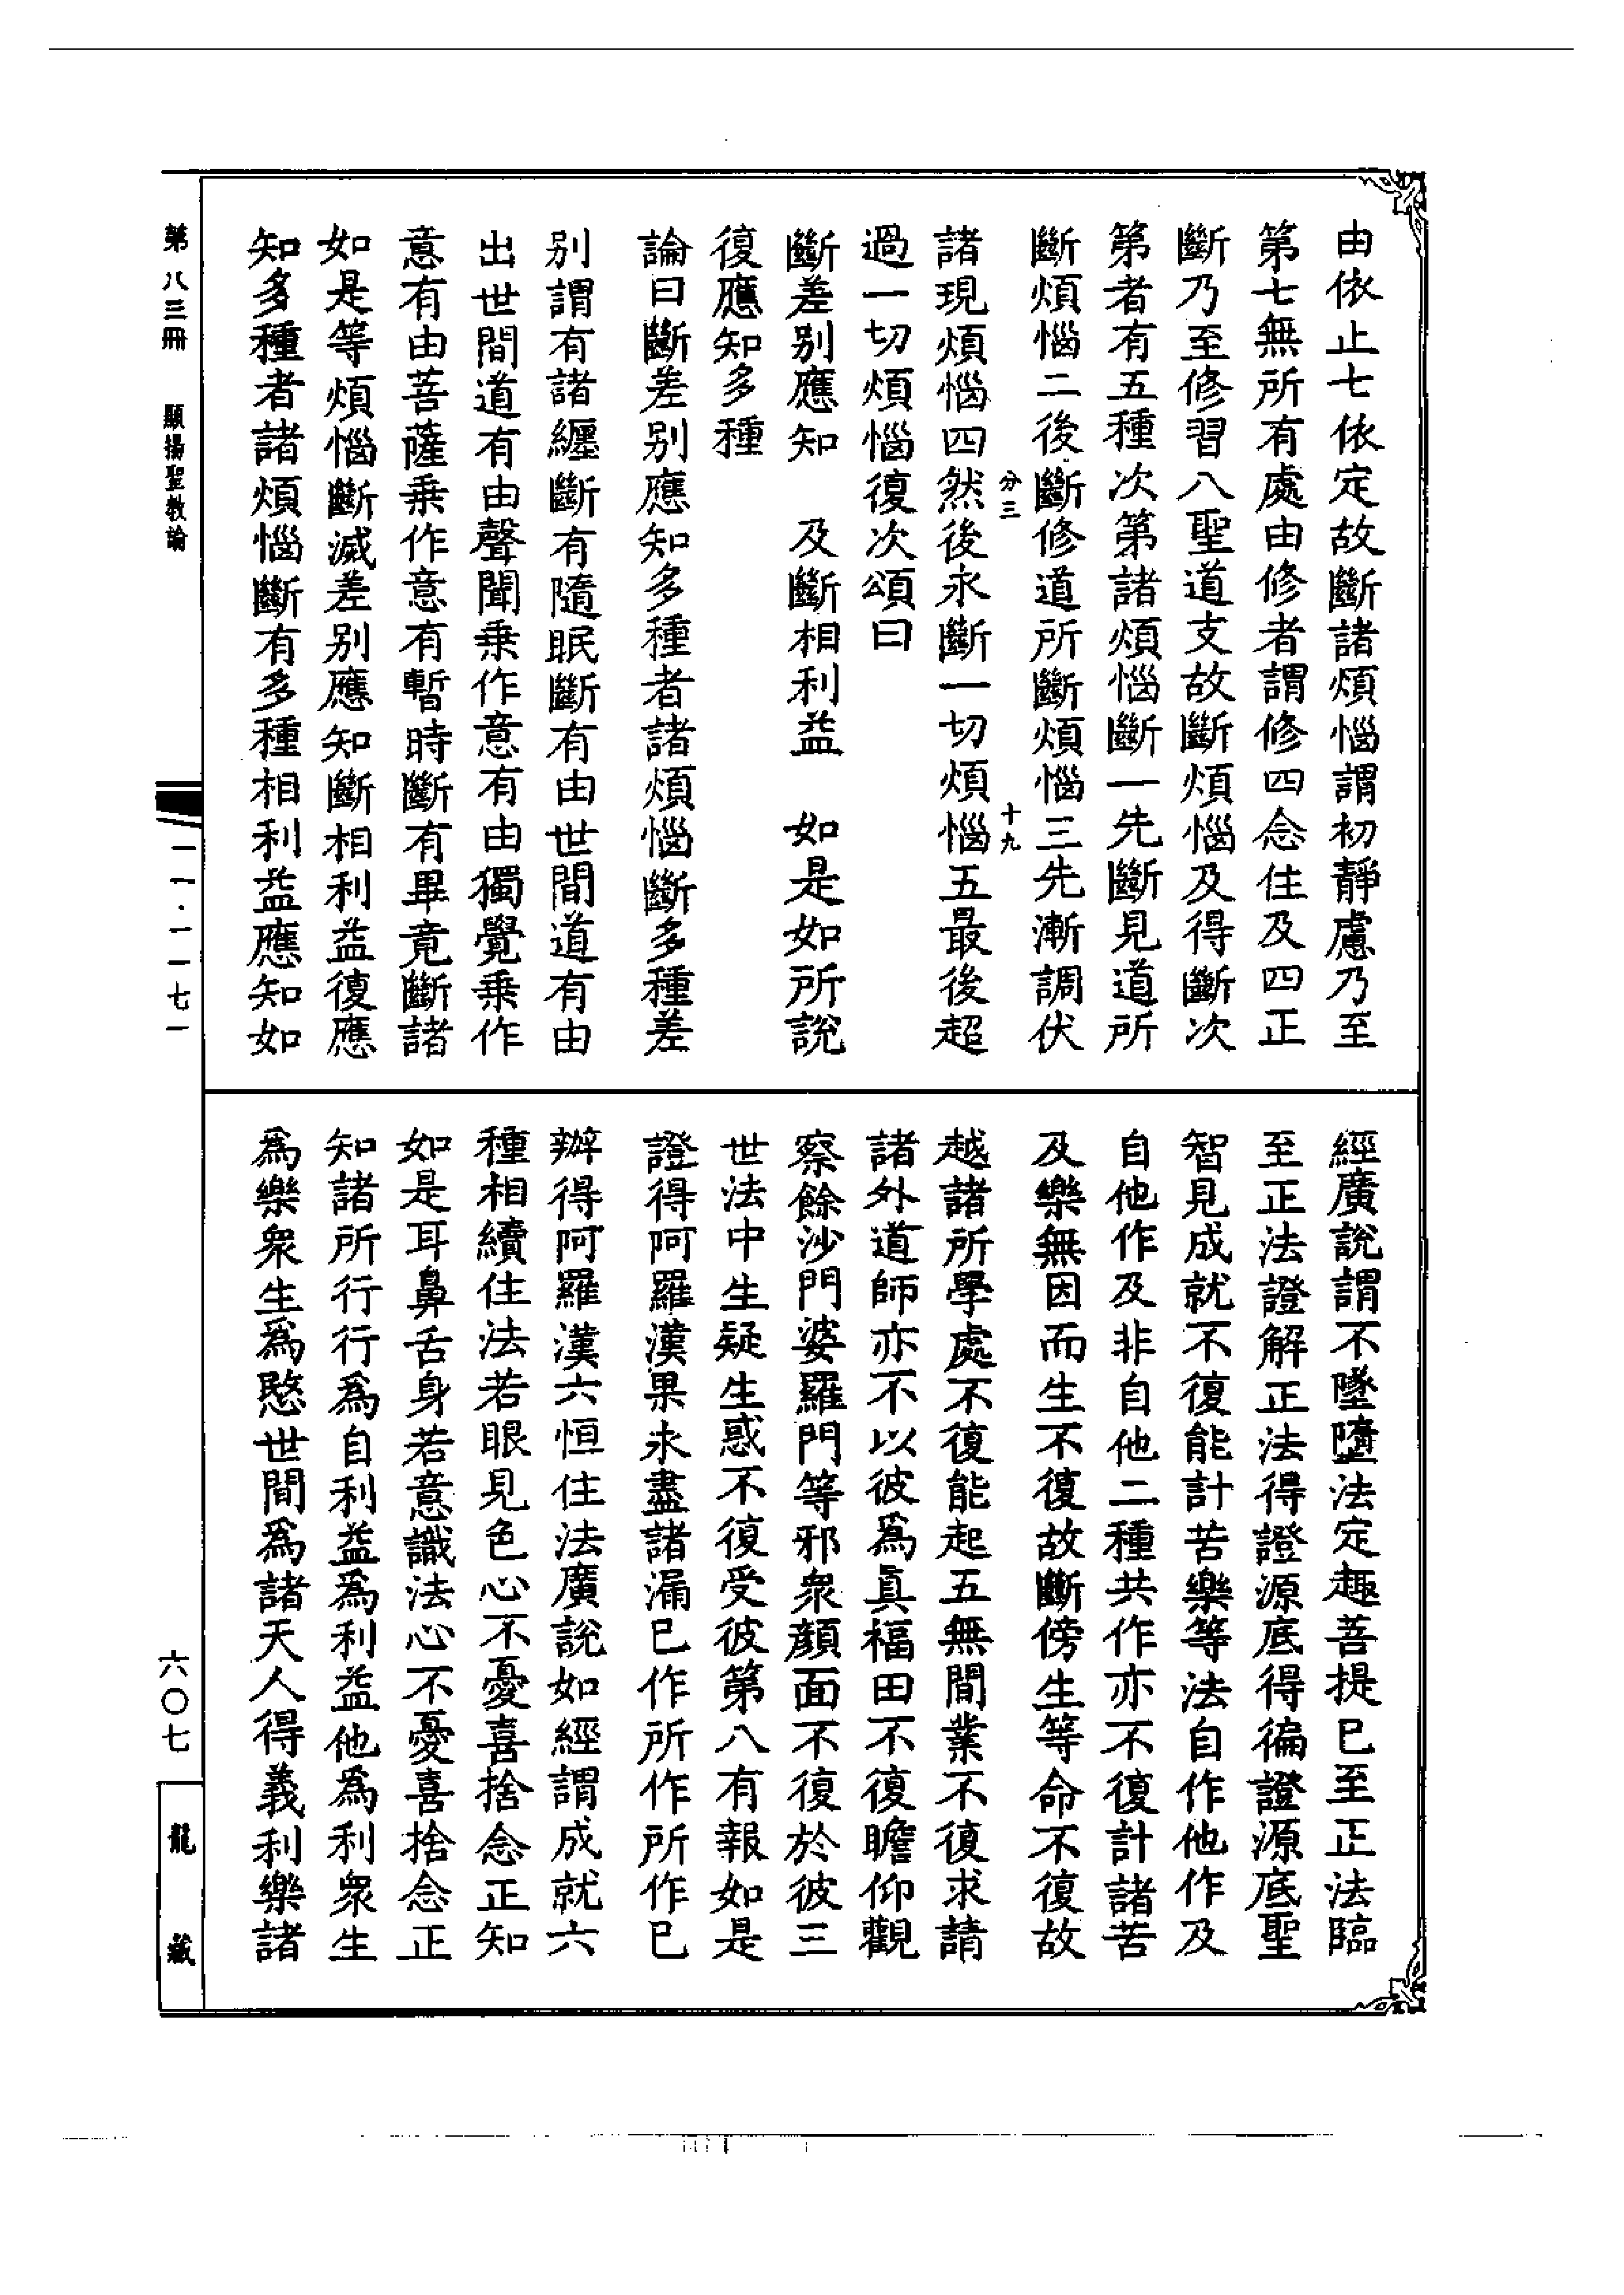 由依止七依定故斷諸煩惱謂初靜慮乃至
第七無所有處由修者謂修四念住及四正
斷乃至修習八聖道支故斷煩惱及得斷次
第者有五種次第諸煩惱斷一先斷見道所
斷煩惱二後斷修道所斷煩惱三先漸調伏
分三 十九
諸現煩惱四然後永斷一切煩惱五最後超
過一切煩惱復次頌曰
斷差别應知 及斷相利益 如是如所說
復應知多種
論曰斷差别應知多種者諸煩惱斷多種差
别謂有諸纏斷有隨眠斷有由世間道有由
出世間道有由聲聞乗作意有由獨覺乗作
意有由菩薩乗作意有暫時斷有畢竟斷諸
如是等煩惱斷滅差别應知斷相利益復應
知多種者諸煩惱斷有多種相利益應知如
經廣說謂不墜墮法定趣菩提已至正法臨
至正法證解正法得證源底得徧證源底聖
智見成就不復能計苦樂等法自作他作及
自他作及非自他二種共作亦不復計諸苦
及樂無因而生不復故斷傍生等命不復故
越諸所學處不復能起五無間業不復求請
諸外道師亦不以彼爲真福田不復瞻仰觀
察餘沙門婆羅門等邪衆顔面不復於彼三
世法中生疑生惑不復受彼第八有報如是
證得阿羅漢果永盡諸漏已作所作所作已
辦得阿羅漢六恒住法廣說如經謂成就六
種相續住法若眼見色心不憂喜捨念正知
如是耳鼻舌身若意識法心不憂喜捨念正
知諸所行行爲自利益爲利益他爲利衆生
爲樂衆生爲愍世間爲諸天人得義利樂諸
第八三冊 顯揚聖教論
一一·一一七一
六〇七
龍藏